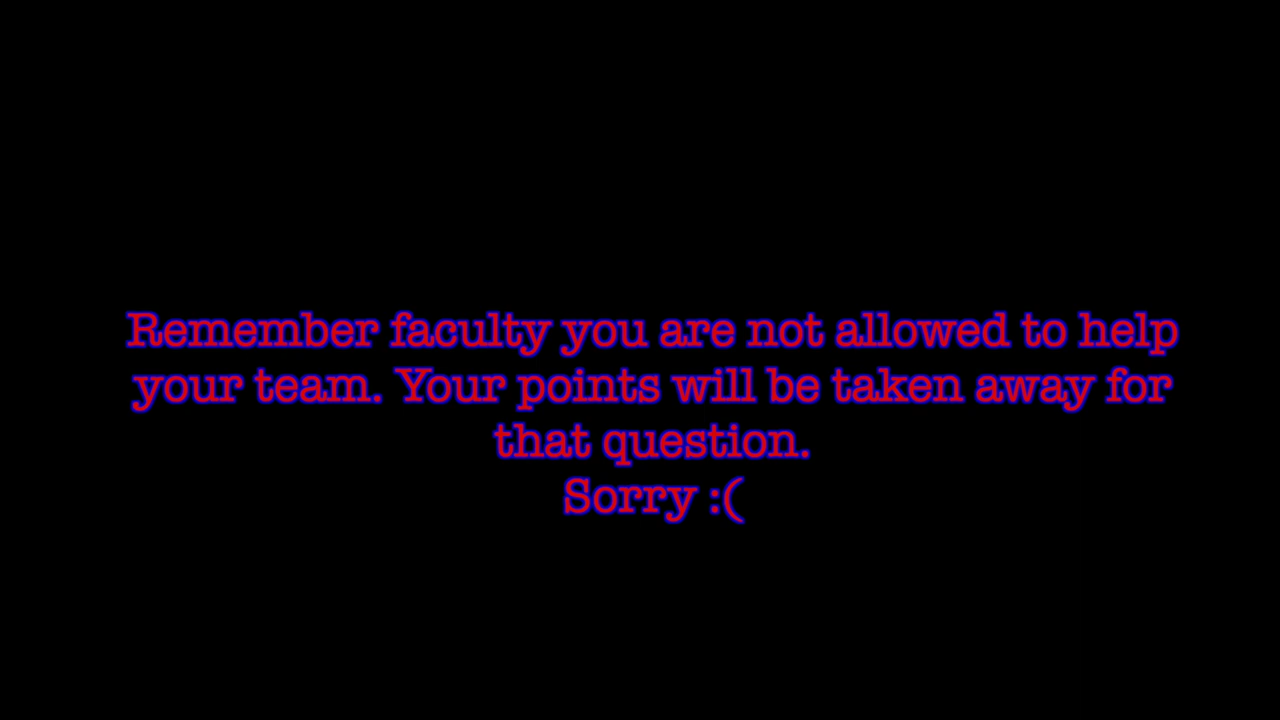 Remember faculty you are not allowed to help
your team. Your points will be taken away for
that question.
Sorry :(